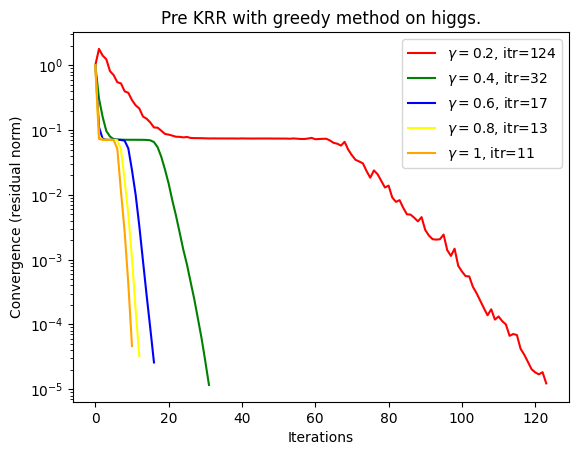 Pre KRR with greedy method on higgs.
γ = 0.2, itr=124
γ = 0.4, itr=32
γ = 0.6, itr=17
γ = 0.8, itr=13
γ = 1, itr=11
Convergence (residual norm)
10⁰
10⁻¹
10⁻²
10⁻³
10⁻⁴
10⁻⁵
0 20 40 60 80 100 120
Iterations